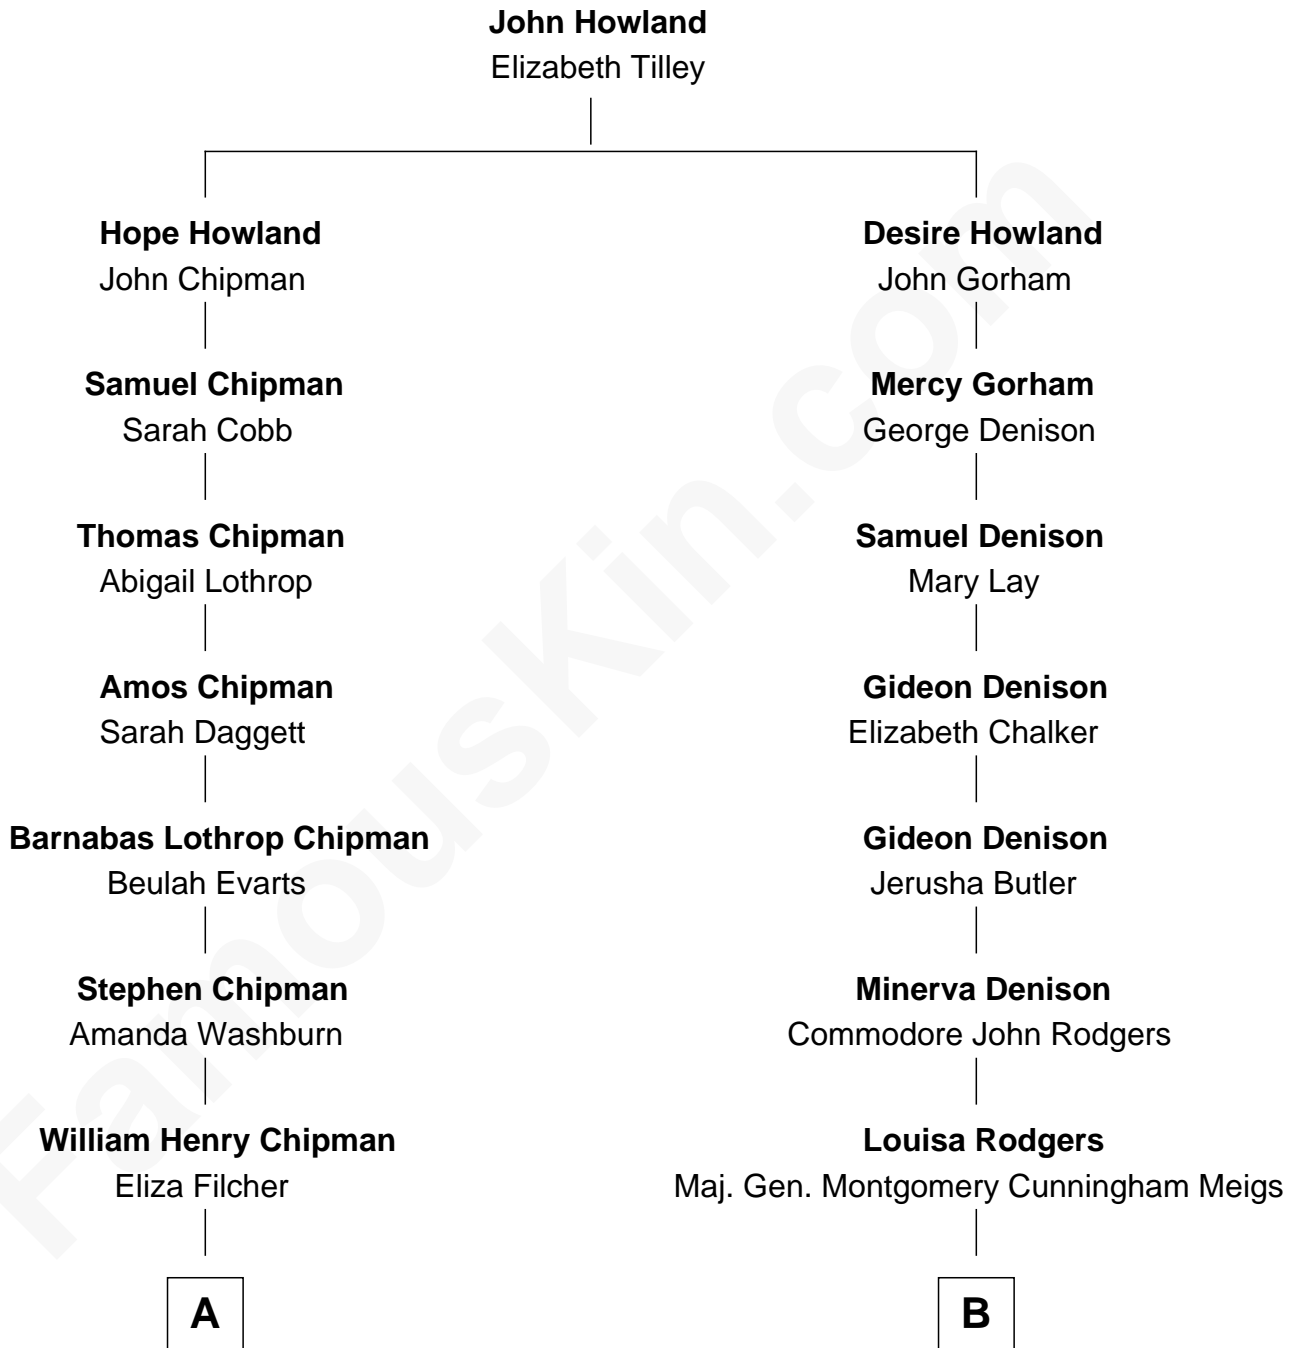 John Howland
Elizabeth Tilley
Hope Howland
John Chipman
Desire Howland
John Gorham
Samuel Chipman
Sarah Cobb
Mercy Gorham
George Denison
Thomas Chipman
Abigail Lothrop
Samuel Denison
Mary Lay
Amos Chipman
Sarah Daggett
Gideon Denison
Elizabeth Chalker
Barnabas Lothrop Chipman
Beulah Evarts
Gideon Denison
Jerusha Butler
Stephen Chipman
Amanda Washburn
Minerva Denison
Commodore John Rodgers
William Henry Chipman
Eliza Filcher
Louisa Rodgers
Maj. Gen. Montgomery Cunningham Meigs
A
B
FamousKin.com